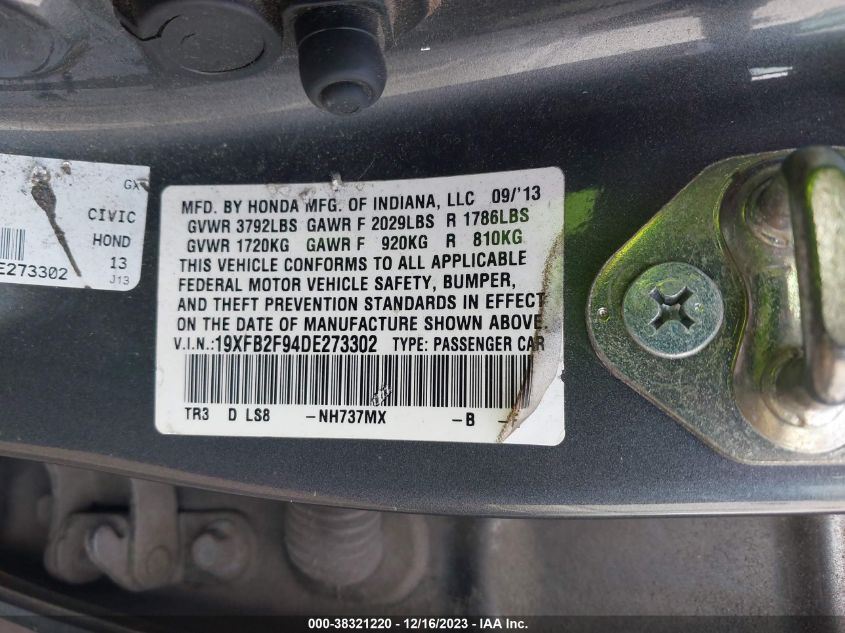 GX
CIVIC
HOND
E273302 13
J13
MFD. BY HONDA MFG. OF INDIANA, LLC 09/'13
GVWR 3792LBS GAWR F 2029LBS R 1786LBS
GVWR 1720KG GAWR F 920KG R 810KG
THIS VEHICLE CONFORMS TO ALL APPLICABLE
FEDERAL MOTOR VEHICLE SAFETY, BUMPER,
AND THEFT PREVENTION STANDARDS IN EFFECT
ON THE DATE OF MANUFACTURE SHOWN ABOVE.
V.I.N.:19XFB2F94DE273302 TYPE: PASSENGER CAR
TR3 D LS8 -NH737MX -B -
000-38321220 - 12/16/2023 - IAA Inc.